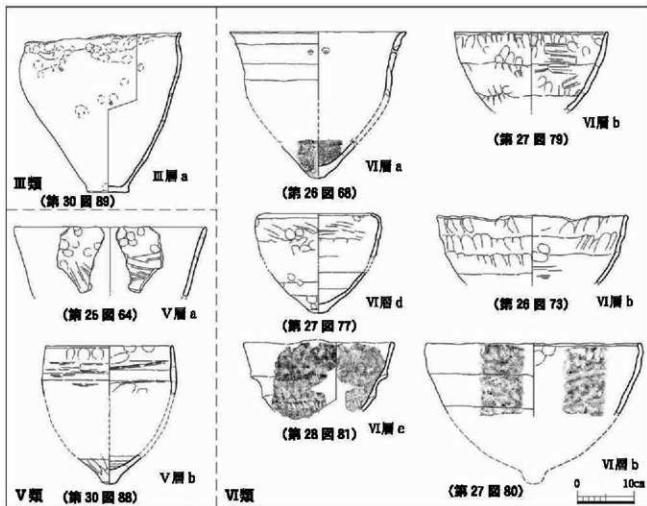 Ⅲ層a
Ⅲ類
(第 30 図 89)
(第 25 図 64)
Ⅴ層 a
Ⅴ層 b
Ⅴ類
(第 30 図 88)
Ⅵ層 a
(第 26 図 68)
Ⅵ層 b
(第 27 図 79)
Ⅵ層 d
(第 27 図 77)
(第 26 図 73)
Ⅵ層 b
(第 28 図 81)
Ⅵ層 c
Ⅵ層 b
Ⅵ類
(第 27 図 80)
0 10cm